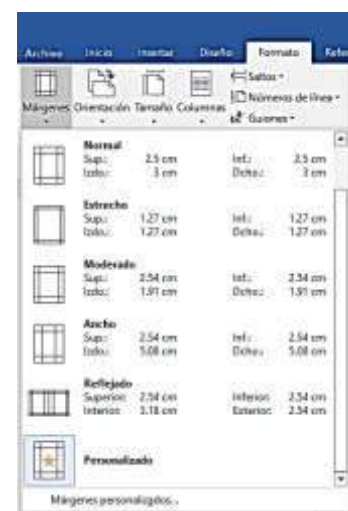 Archivo Inicio Insertar Diseño Formato Refe
Márgenes Orientación Tamaño Columnas
Saltos
Números de línea
Guiones
Normal
Sup.: 2.5 cm Inf.: 2.5 cm
Izdo.: 3 cm Dcho.: 3 cm
Estrecho
Sup.: 1.27 cm Inf.: 1.27 cm
Izdo.: 1.27 cm Dcho.: 1.27 cm
Moderado
Sup.: 2.54 cm Inf.: 2.54 cm
Izdo.: 1.91 cm Dcho.: 1.91 cm
Ancho
Sup.: 2.54 cm Inf.: 2.54 cm
Izdo.: 5.08 cm Dcho.: 5.08 cm
Reflejado
Superior: 2.54 cm Inferior: 2.54 cm
Interior: 3.18 cm Exterior: 2.54 cm
Personalizado
Márgenes personalizados...